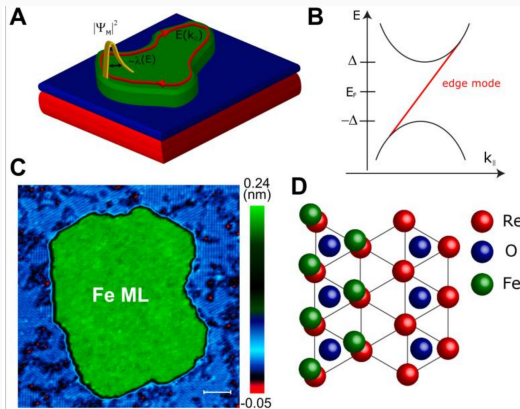 A
|Ψ_M|²
~λ(E)
E(k_||)
B
E
Δ
E_F
-Δ
edge mode
k_||
C
0.24
(nm)
Fe ML
-0.05
D
Re
O
Fe